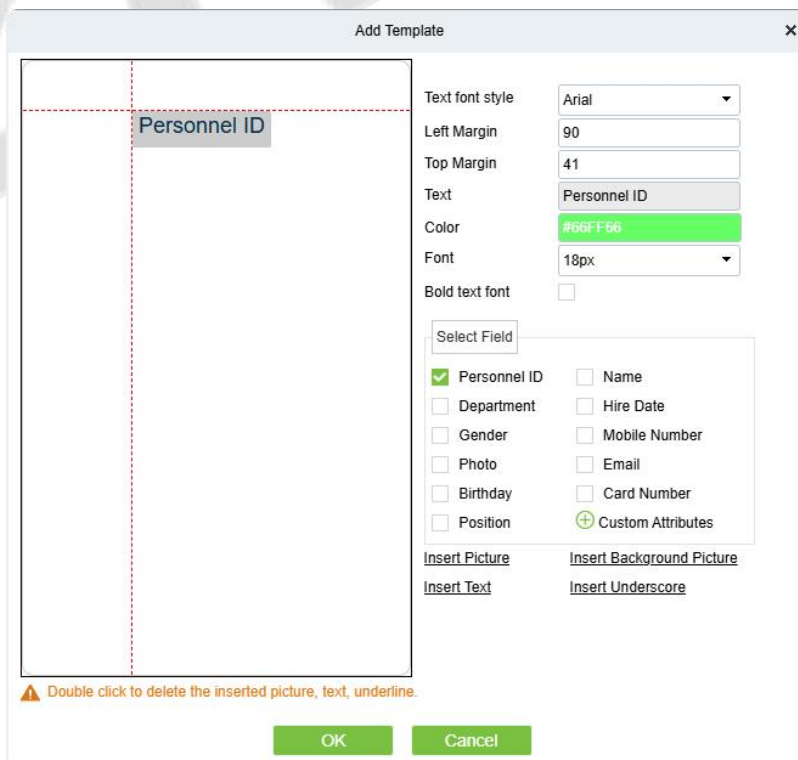 Add Template
×
Personnel ID
Text font style
Arial
Left Margin
90
Top Margin
41
Text
Personnel ID
Color
#66FF66
Font
18px
Bold text font
Select Field
Personnel ID
Name
Department
Hire Date
Gender
Mobile Number
Photo
Email
Birthday
Card Number
Position
Custom Attributes
Insert Picture
Insert Background Picture
Insert Text
Insert Underscore
Double click to delete the inserted picture, text, underline.
OK
Cancel